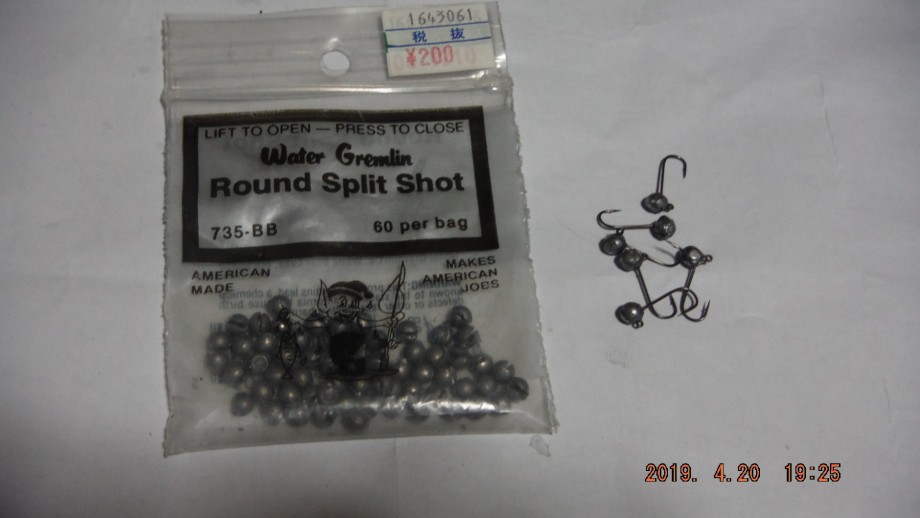 1643061
税 抜
¥200
LIFT TO OPEN — PRESS TO CLOSE
Water Gremlin
Round Split Shot
735-BB 60 per bag
AMERICAN MADE
MAKES AMERICAN JOBS
2019. 4.20 19:25